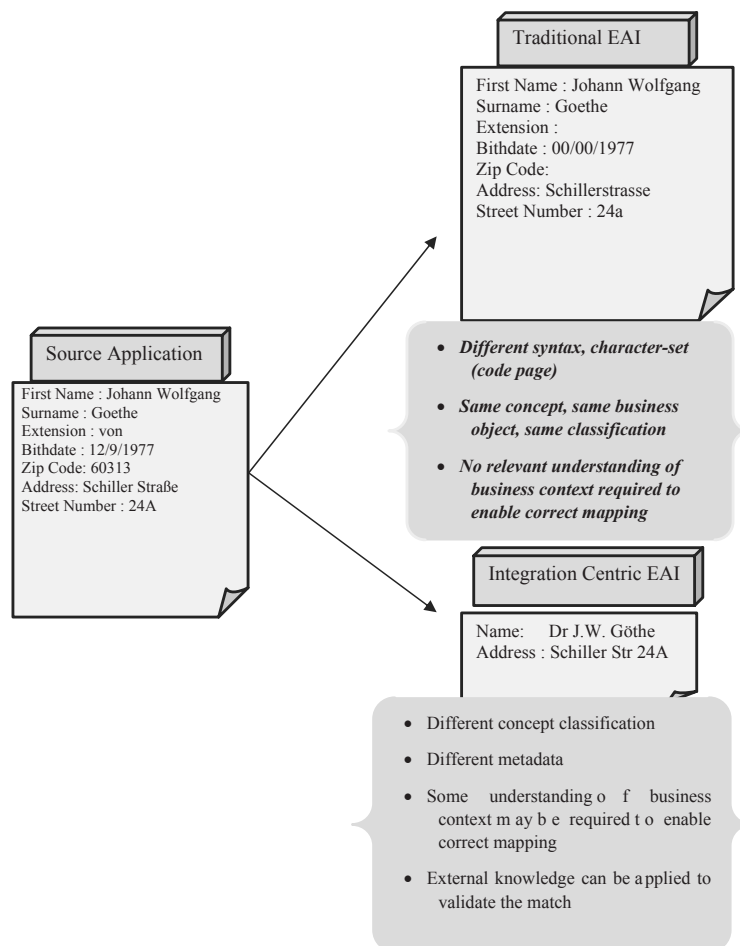 Traditional EAI
First Name : Johann Wolfgang
Surname : Goethe
Extension :
Bithdate : 00/00/1977
Zip Code:
Address: Schillerstrasse
Street Number : 24a
• Different syntax, character-set
(code page)
• Same concept, same business
object, same classification
• No relevant understanding of
business context required to
enable correct mapping
Source Application
First Name : Johann Wolfgang
Surname : Goethe
Extension : von
Bithdate : 12/9/1977
Zip Code: 60313
Address: Schiller Straße
Street Number : 24A
Integration Centric EAI
Name: Dr J.W. Göthe
Address : Schiller Str 24A
• Different concept classification
• Different metadata
• Some understanding o f business
context m ay b e required t o enable
correct mapping
• External knowledge can be applied to
validate the match